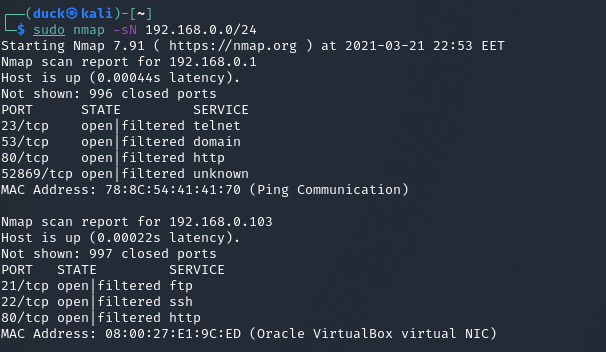 ┌──(duck㉿kali)-[~]
└─$ sudo nmap -sN 192.168.0.0/24
Starting Nmap 7.91 ( https://nmap.org ) at 2021-03-21 22:53 EET
Nmap scan report for 192.168.0.1
Host is up (0.00044s latency).
Not shown: 996 closed ports
PORT      STATE         SERVICE
23/tcp    open|filtered telnet
53/tcp    open|filtered domain
80/tcp    open|filtered http
52869/tcp open|filtered unknown
MAC Address: 78:8C:54:41:41:70 (Ping Communication)

Nmap scan report for 192.168.0.103
Host is up (0.00022s latency).
Not shown: 997 closed ports
PORT   STATE         SERVICE
21/tcp open|filtered ftp
22/tcp open|filtered ssh
80/tcp open|filtered http
MAC Address: 08:00:27:E1:9C:ED (Oracle VirtualBox virtual NIC)